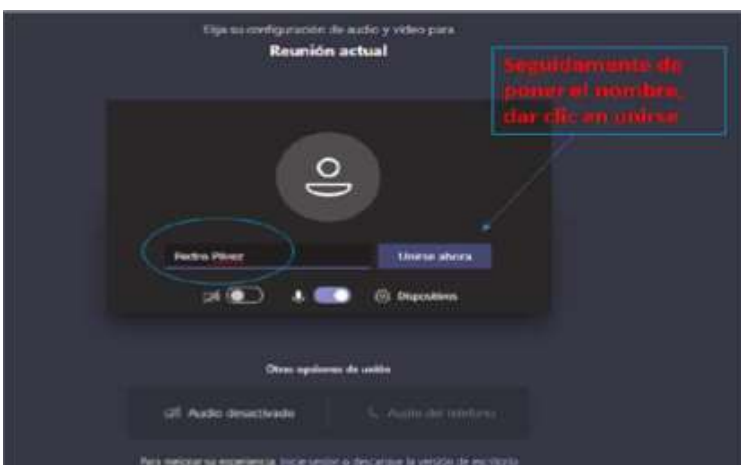 Elija su configuración de audio y vídeo para
Reunión actual
Seguidamente de
poner el nombre,
dar clic en unirse
Pedro Pérez
Unirse ahora
Dispositivos
Otras opciones de unión
Audio desactivado
Audio del teléfono
Para mejorar su experiencia, inicie sesión o descargue la versión de escritorio